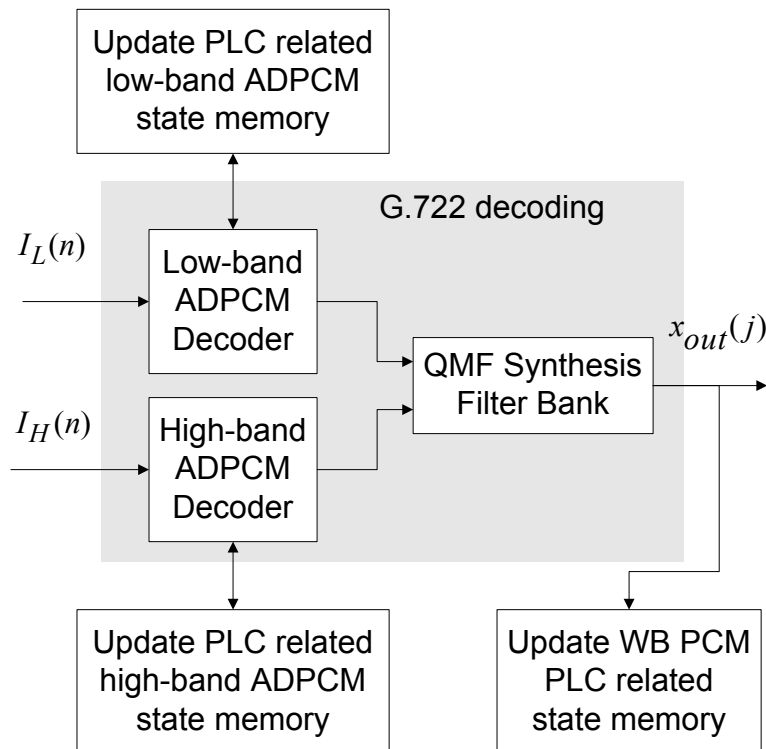 Update PLC related
low-band ADPCM
state memory
G.722 decoding
I_L(n)
Low-band
ADPCM
Decoder
x_out(j)
QMF Synthesis
Filter Bank
I_H(n)
High-band
ADPCM
Decoder
Update PLC related
high-band ADPCM
state memory
Update WB PCM
PLC related
state memory